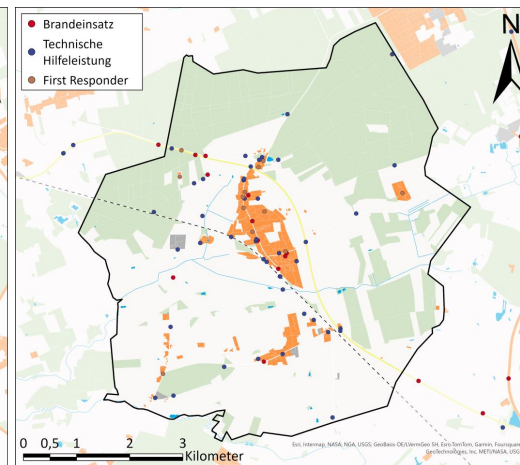 Brandeinsatz
Technische
Hilfeleistung
First Responder
N
0 0,5 1 2 3
Kilometer
Esri, Intermap, NASA, NGA, USGS; GeoBasis-DE/LVermGeo SH, Esri, TomTom, Garmin, Foursquare,
GeoTechnologies, Inc, METI/NASA, USGS